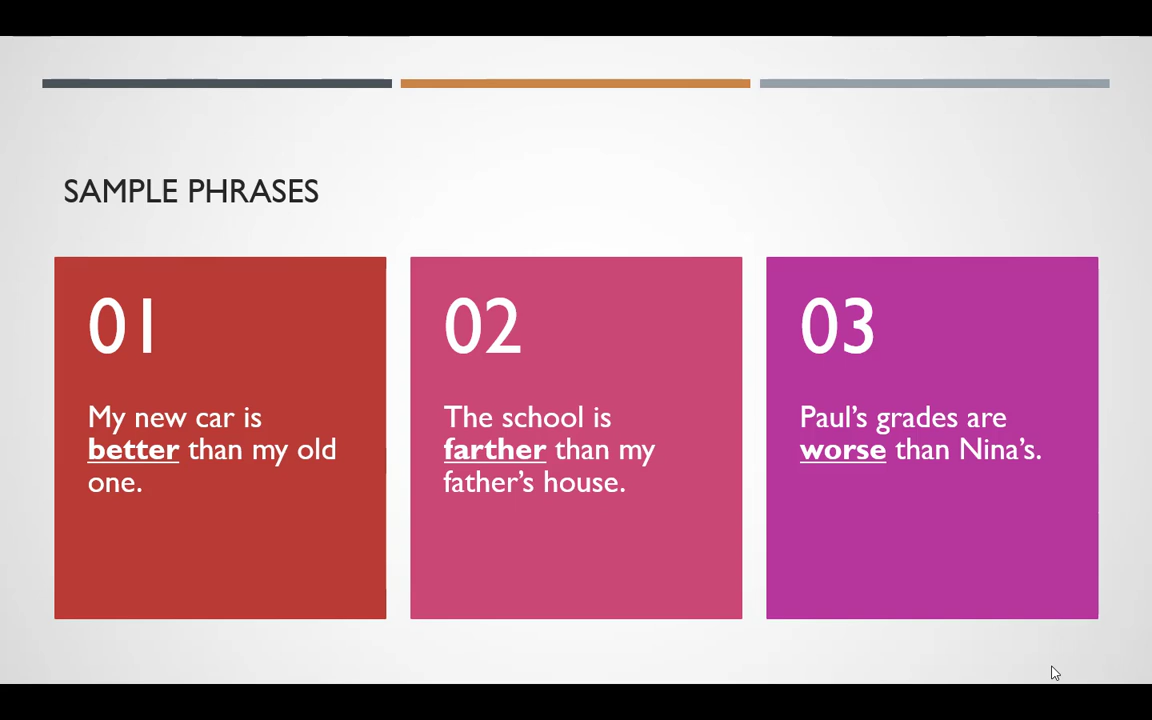 SAMPLE PHRASES
01
My new car is
better than my old
one.
02
The school is
farther than my
father’s house.
03
Paul’s grades are
worse than Nina’s.